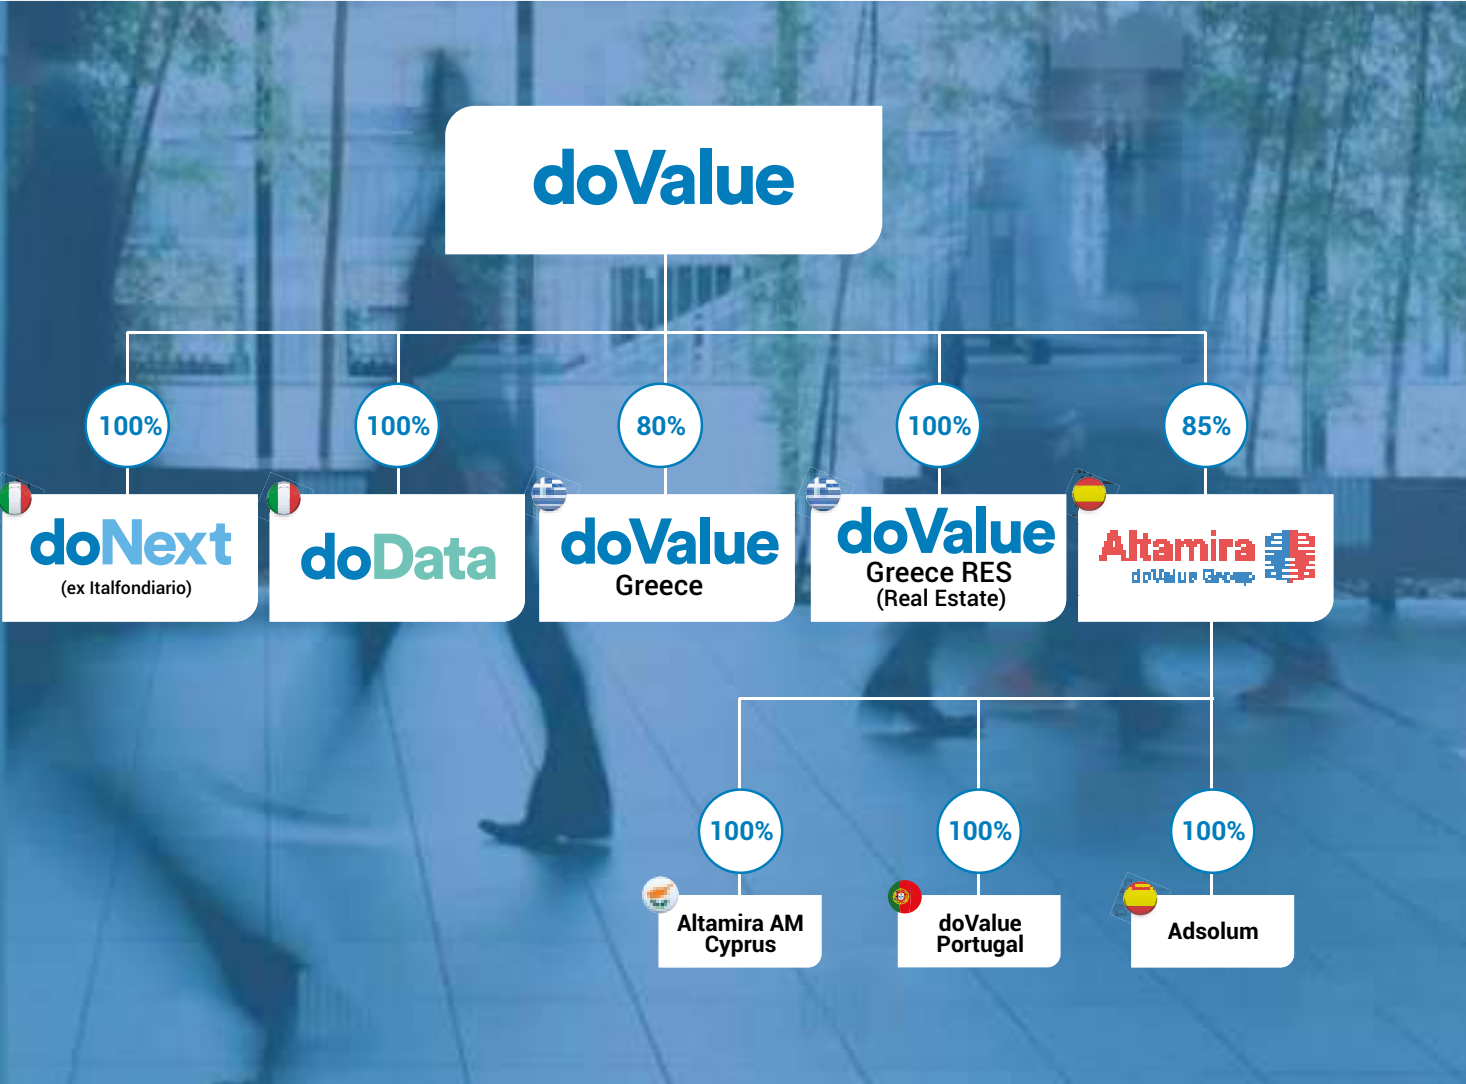 doValue
100%
100%
80%
100%
85%
doNext
(ex Italfondiario)
doData
doValue
Greece
doValue
Greece RES
(Real Estate)
Altamira
doValue Group
100%
100%
100%
Altamira AM
Cyprus
doValue
Portugal
Adsolum